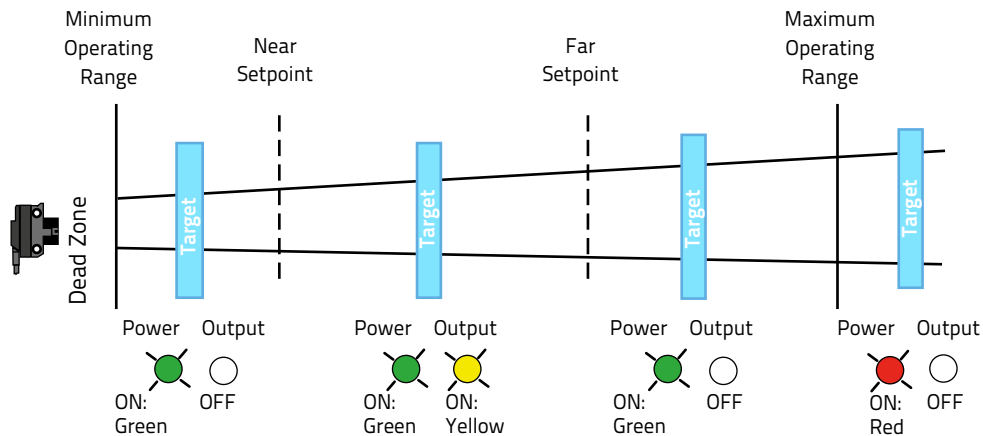 Minimum
Operating
Range
Near
Setpoint
Far
Setpoint
Maximum
Operating
Range
Dead Zone
Target
Target
Target
Target
Power Output
ON:
Green
OFF
Power Output
ON:
Green
ON:
Yellow
Power Output
ON:
Green
OFF
Power Output
ON:
Red
OFF